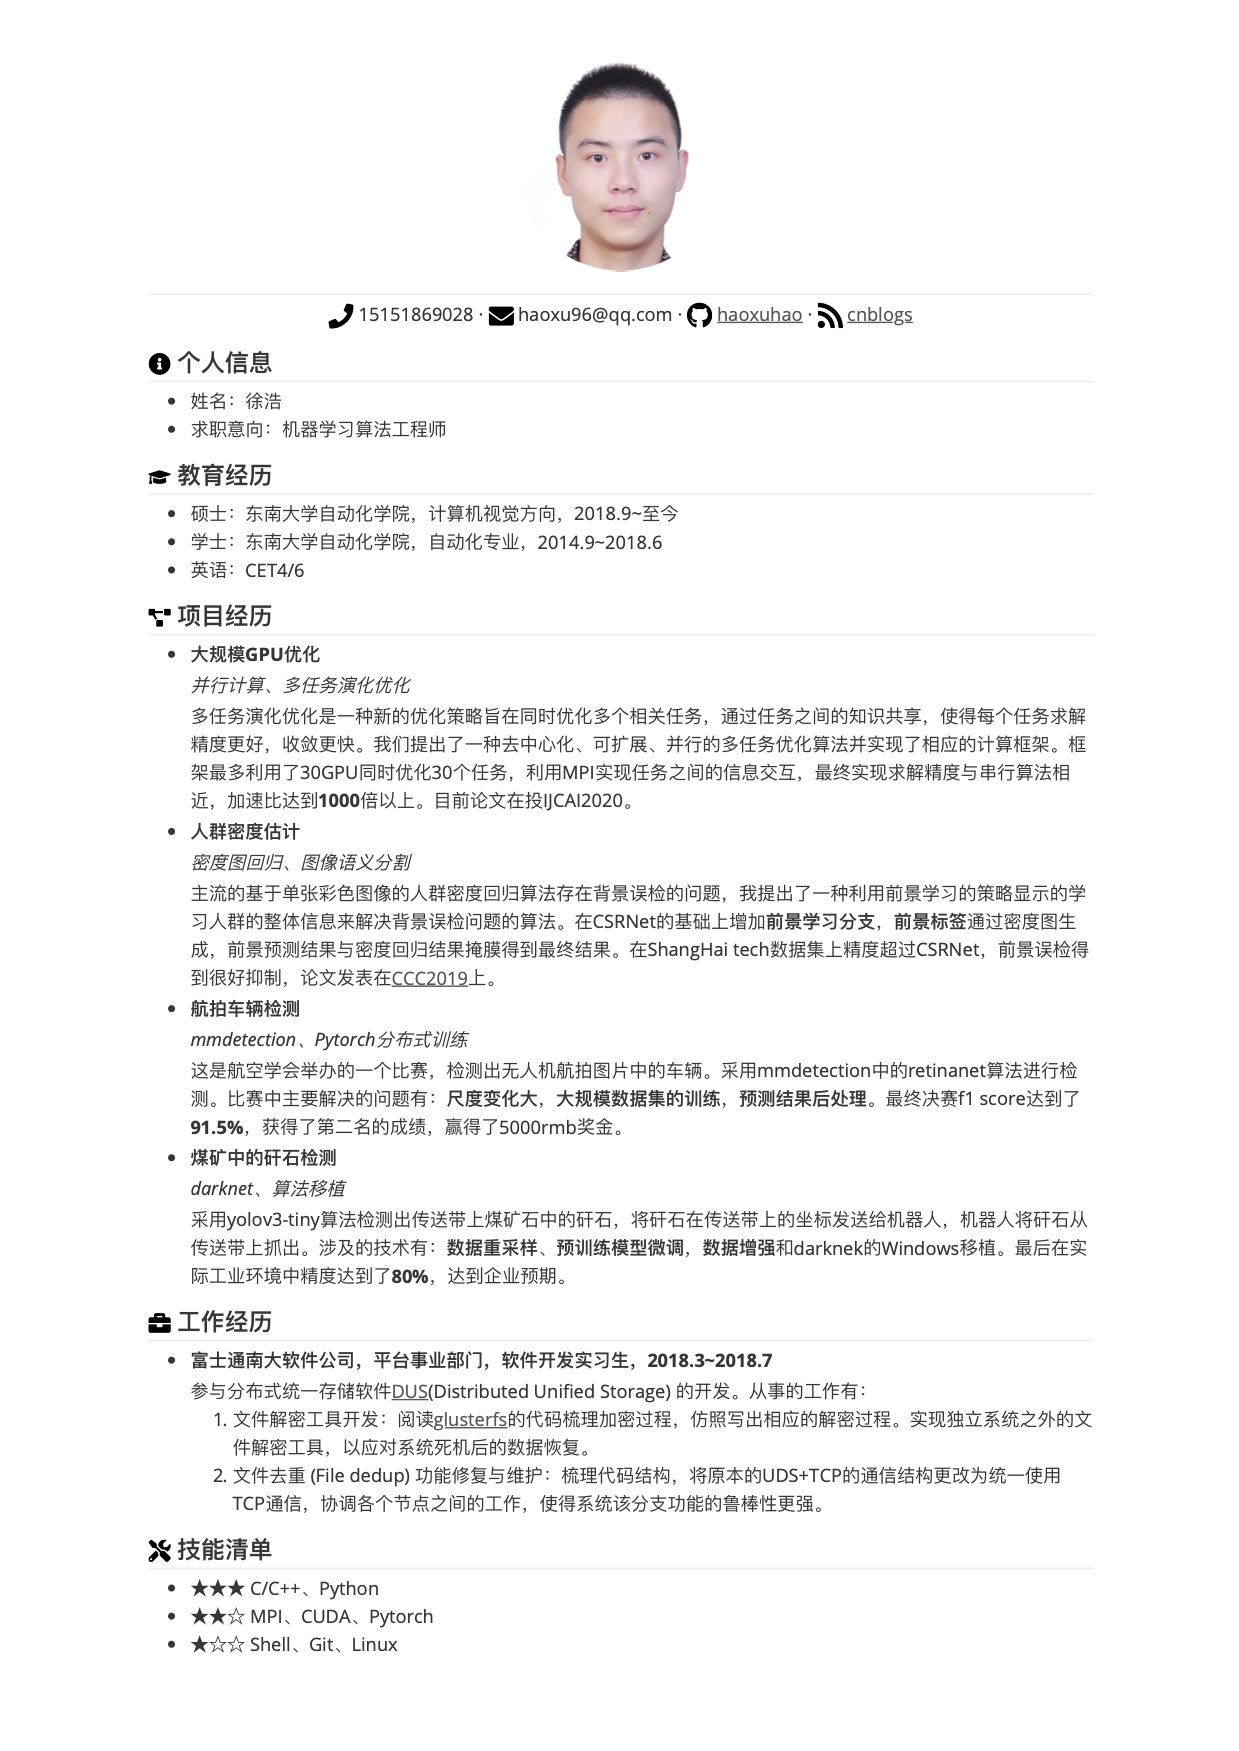 15151869028 · haoxu96@qq.com · haoxuhao · cnblogs
个人信息
• 姓名：徐浩
• 求职意向：机器学习算法工程师
教育经历
• 硕士：东南大学自动化学院，计算机视觉方向，2018.9~至今
• 学士：东南大学自动化学院，自动化专业，2014.9~2018.6
• 英语：CET4/6
项目经历
• 大规模GPU优化
并行计算、多任务演化优化
多任务演化优化是一种新的优化策略旨在同时优化多个相关任务，通过任务之间的知识共享，使得每个任务求解
精度更好，收敛更快。我们提出了一种去中心化、可扩展、并行的多任务优化算法并实现了相应的计算框架。框
架最多利用了30GPU同时优化30个任务，利用MPI实现任务之间的信息交互，最终实现求解精度与串行算法相
近，加速比达到1000倍以上。目前论文在投IJCAI2020。
• 人群密度估计
密度图回归、图像语义分割
主流的基于单张彩色图像的人群密度回归算法存在背景误检的问题，我提出了一种利用前景学习的策略显示的学
习人群的整体信息来解决背景误检问题的算法。在CSRNet的基础上增加前景学习分支，前景标签通过密度图生
成，前景预测结果与密度回归结果掩膜得到最终结果。在ShangHai tech数据集上精度超过CSRNet，前景误检得
到很好抑制，论文发表在CCC2019上。
• 航拍车辆检测
mmdetection、Pytorch分布式训练
这是航空学会举办的一个比赛，检测出无人机航拍图片中的车辆。采用mmdetection中的retinanet算法进行检
测。比赛中主要解决的问题有：尺度变化大，大规模数据集的训练，预测结果后处理。最终决赛f1 score达到了
91.5%，获得了第二名的成绩，赢得了5000rmb奖金。
• 煤矿中的矸石检测
darknet、算法移植
采用yolov3-tiny算法检测出传送带上煤矿石中的矸石，将矸石在传送带上的坐标发送给机器人，机器人将矸石从
传送带上抓出。涉及的技术有：数据重采样、预训练模型微调，数据增强和darknek的Windows移植。最后在实
际工业环境中精度达到了80%，达到企业预期。
工作经历
• 富士通南大软件公司，平台事业部门，软件开发实习生，2018.3~2018.7
参与分布式统一存储软件DUS(Distributed Unified Storage) 的开发。从事的工作有：
1. 文件解密工具开发：阅读glusterfs的代码梳理加密过程，仿照写出相应的解密过程。实现独立系统之外的文
件解密工具，以应对系统死机后的数据恢复。
2. 文件去重 (File dedup) 功能修复与维护：梳理代码结构，将原本的UDS+TCP的通信结构更改为统一使用
TCP通信，协调各个节点之间的工作，使得系统该分支功能的鲁棒性更强。
技能清单
• ★★★ C/C++、Python
• ★★☆ MPI、CUDA、Pytorch
• ★☆☆ Shell、Git、Linux